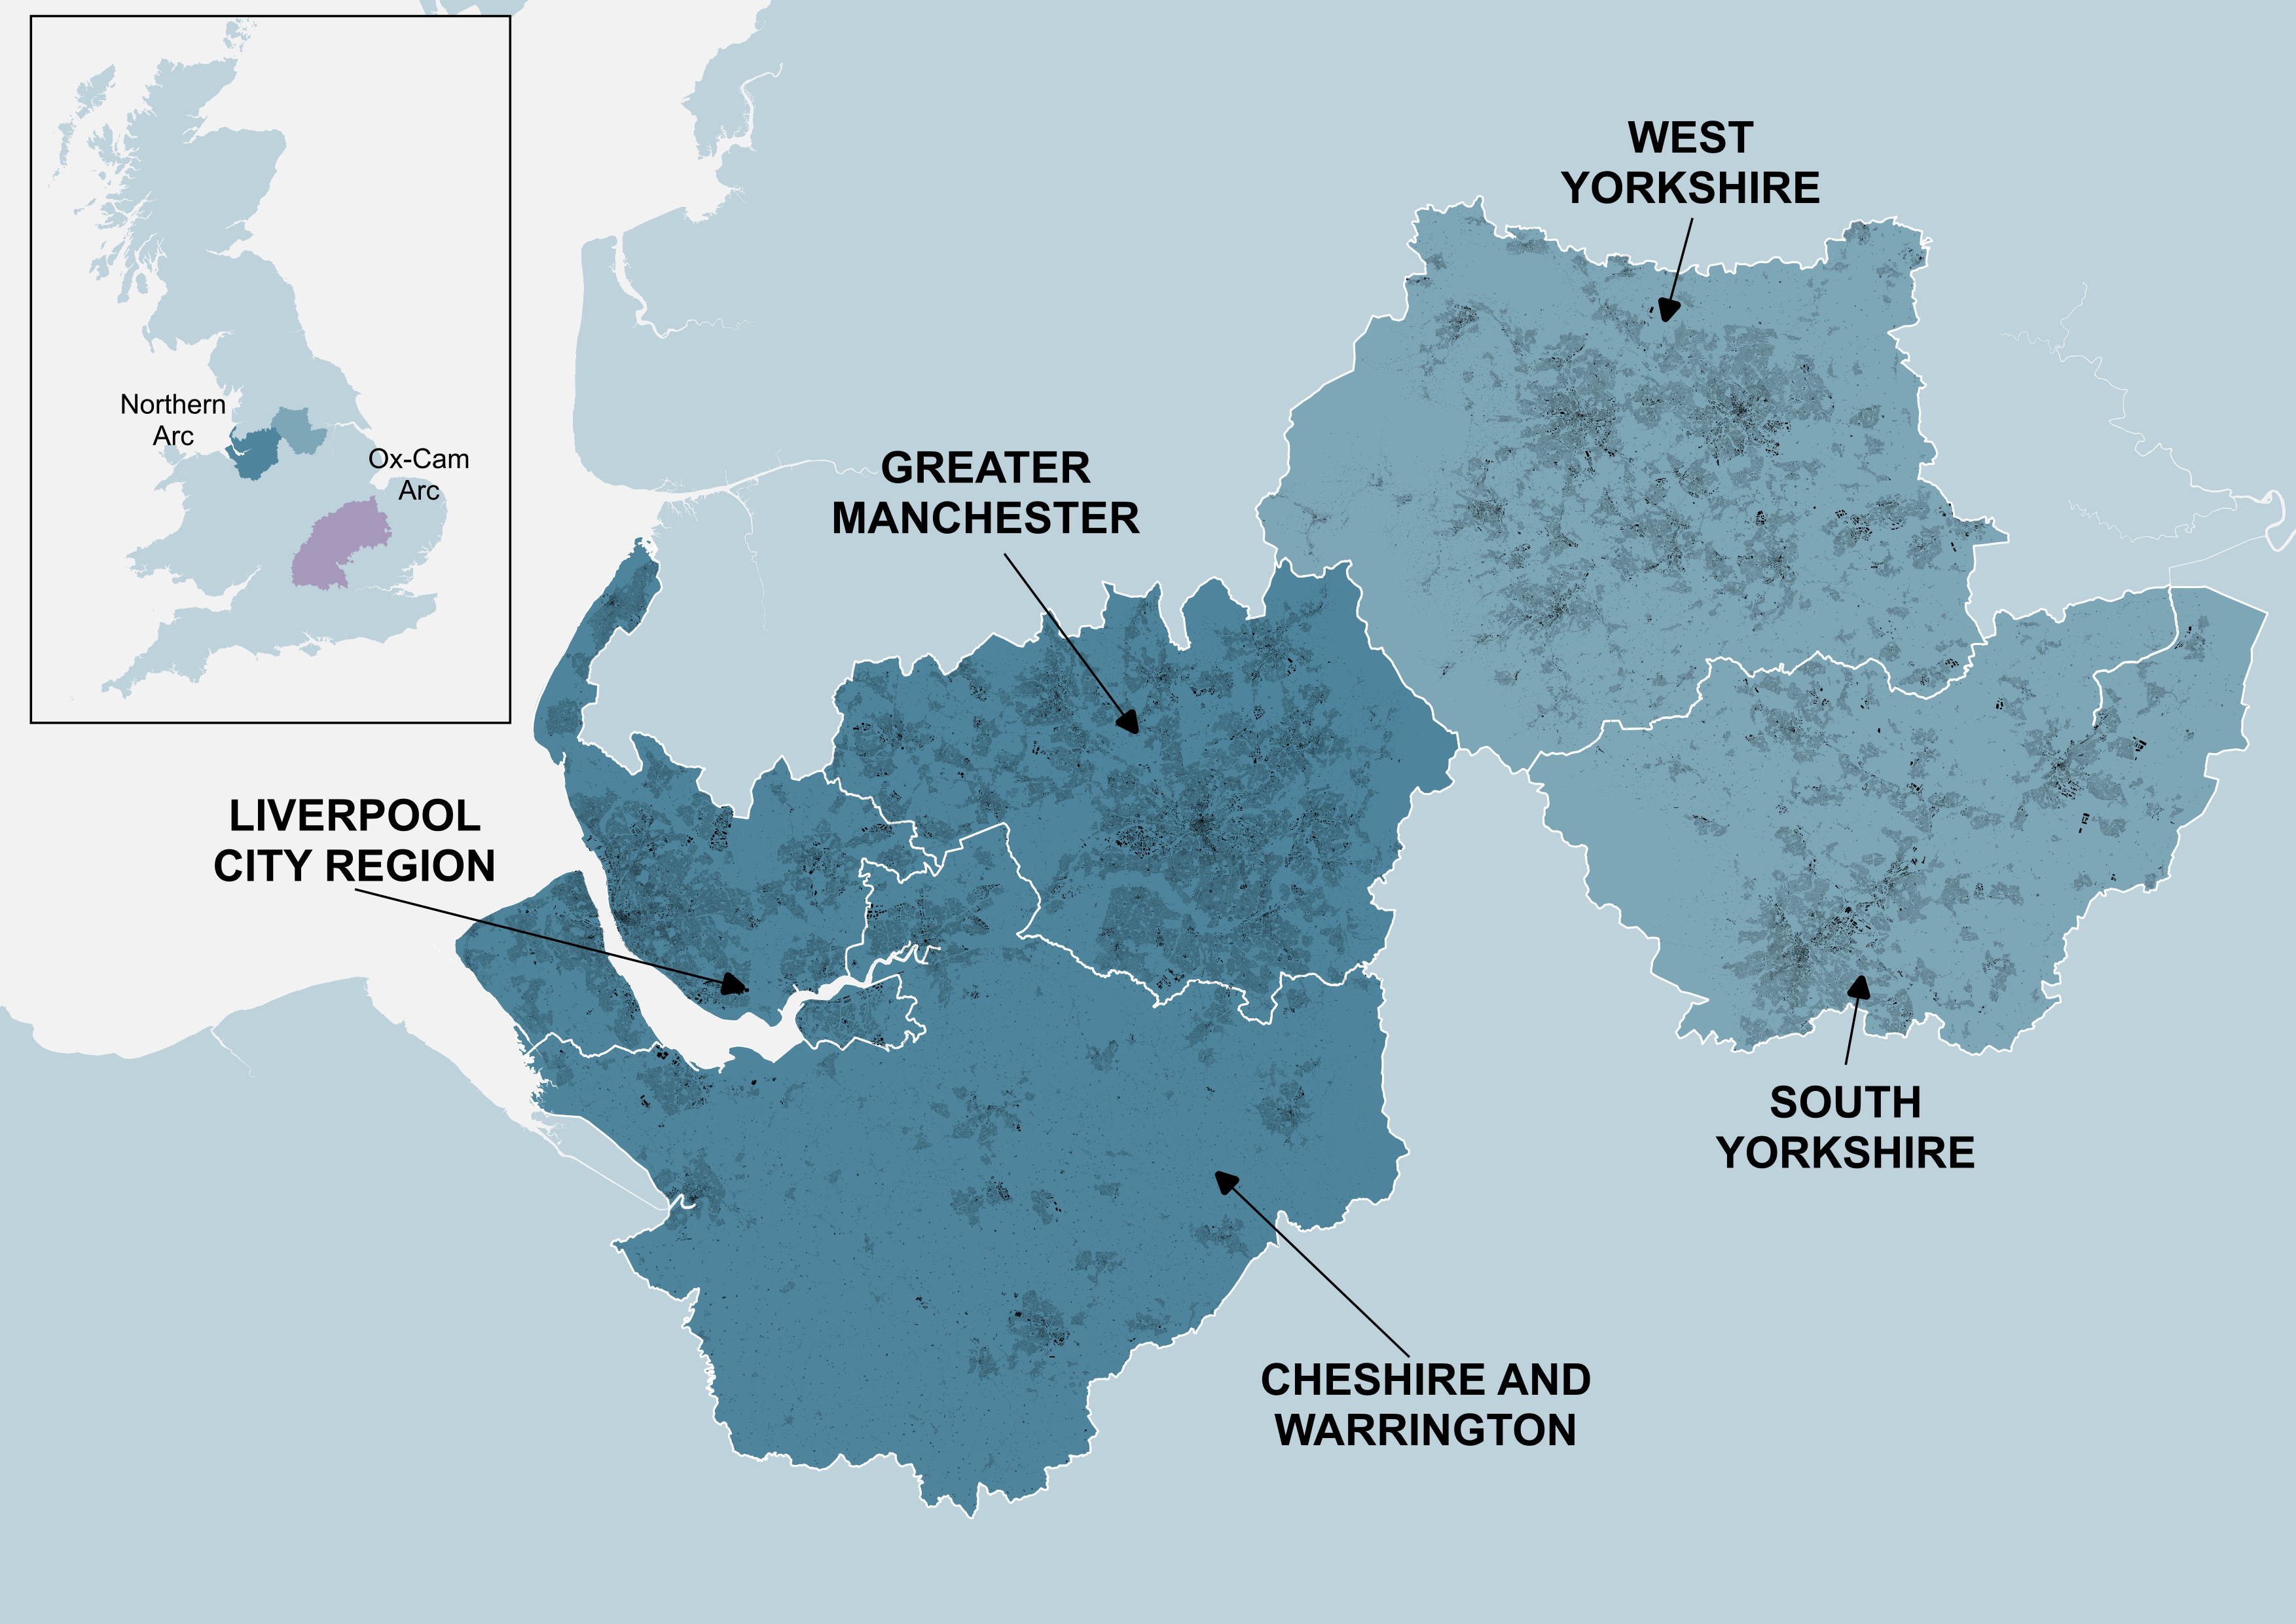 Northern
Arc
Ox-Cam
Arc
WEST
YORKSHIRE
GREATER
MANCHESTER
LIVERPOOL
CITY REGION
SOUTH
YORKSHIRE
CHESHIRE AND
WARRINGTON